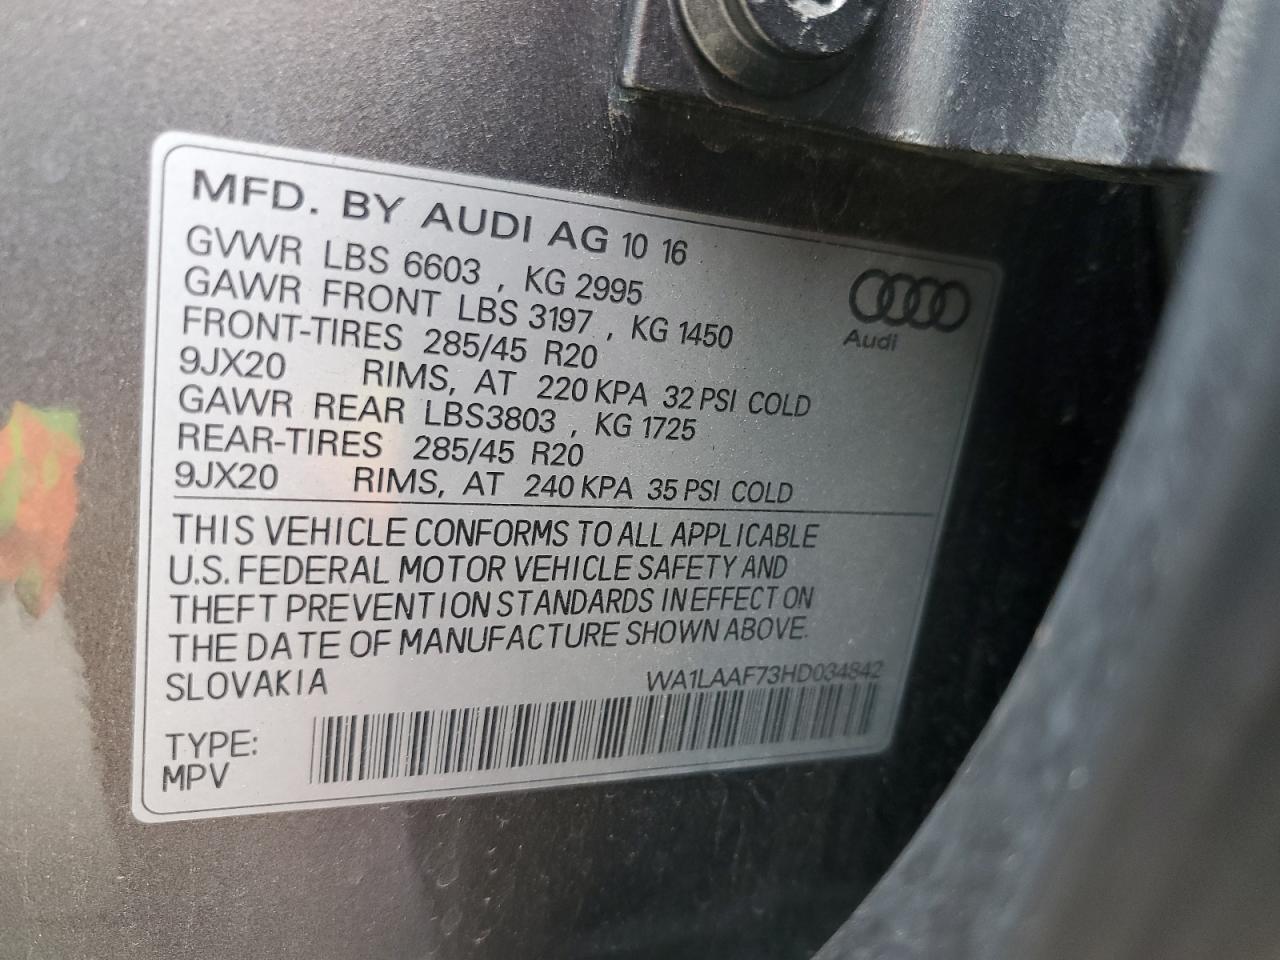 MFD. BY AUDI AG 10 16
GVWR LBS 6603 , KG 2995
GAWR FRONT LBS 3197 , KG 1450
FRONT-TIRES 285/45 R20
9JX20 RIMS, AT 220 KPA 32 PSI COLD
GAWR REAR LBS3803 , KG 1725
REAR-TIRES 285/45 R20
9JX20 RIMS, AT 240 KPA 35 PSI COLD
Audi
THIS VEHICLE CONFORMS TO ALL APPLICABLE
U.S. FEDERAL MOTOR VEHICLE SAFETY AND
THEFT PREVENTION STANDARDS IN EFFECT ON
THE DATE OF MANUFACTURE SHOWN ABOVE.
SLOVAKIA WA1LAAF73HD034842
TYPE:
MPV